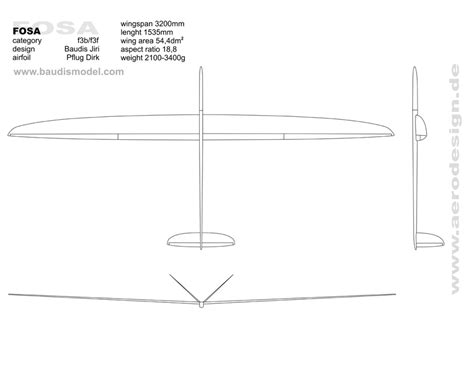 FOSA
FOSA
category f3b/f3f
design Baudis Jiri
airfoil Pflug Dirk
wingspan 3200mm
lenght 1535mm
wing area 54,4dm²
aspect ratio 18,8
weight 2100-3400g
www.baudismodel.com
www.aerodesign.de